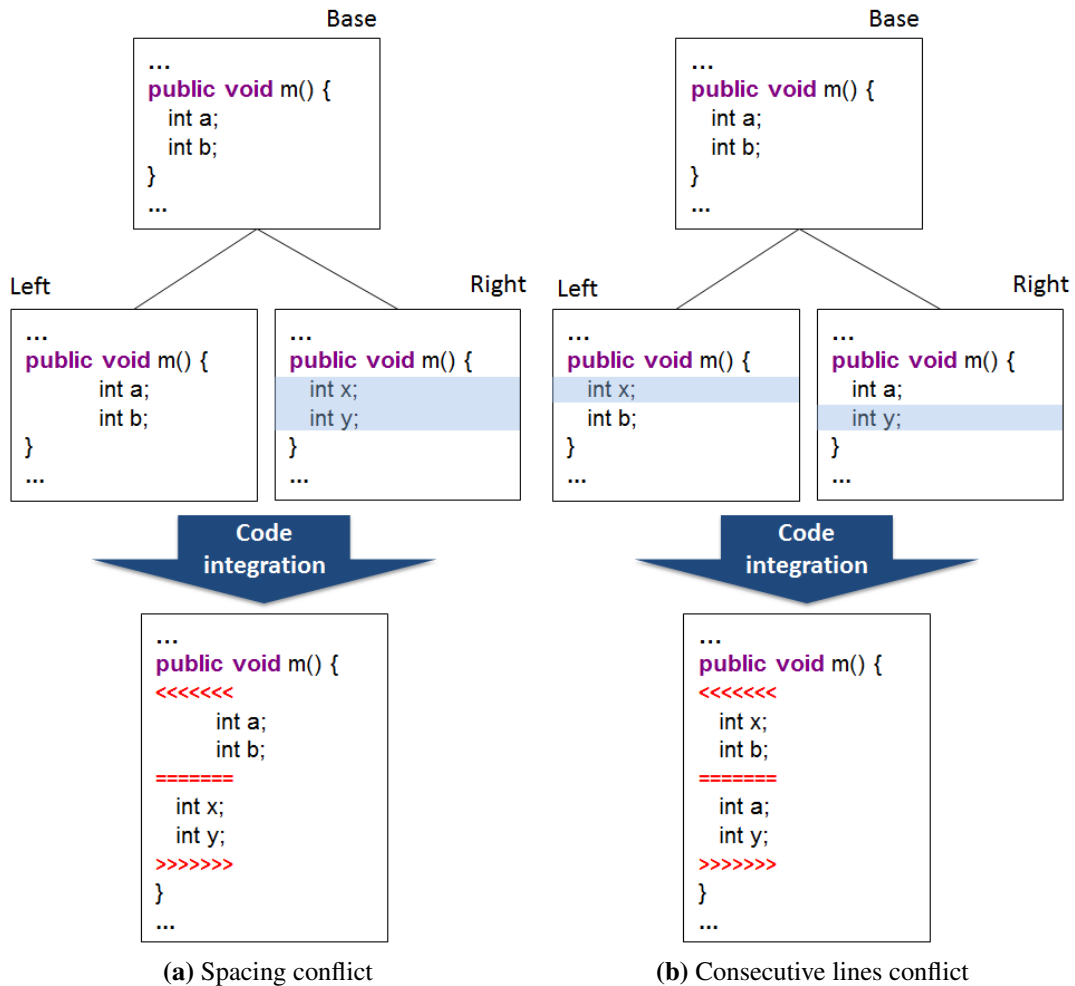 Base
...
public void m() {
int a;
int b;
}
...
Left
...
public void m() {
int a;
int b;
}
...
Right
...
public void m() {
int x;
int y;
}
...
Code
integration
...
public void m() {
<<<<<<<
int a;
int b;
=======
int x;
int y;
>>>>>>>
}
...
(a) Spacing conflict
Base
...
public void m() {
int a;
int b;
}
...
Left
...
public void m() {
int x;
int b;
}
...
Right
...
public void m() {
int a;
int y;
}
...
Code
integration
...
public void m() {
<<<<<<<
int x;
int b;
=======
int a;
int y;
>>>>>>>
}
...
(b) Consecutive lines conflict